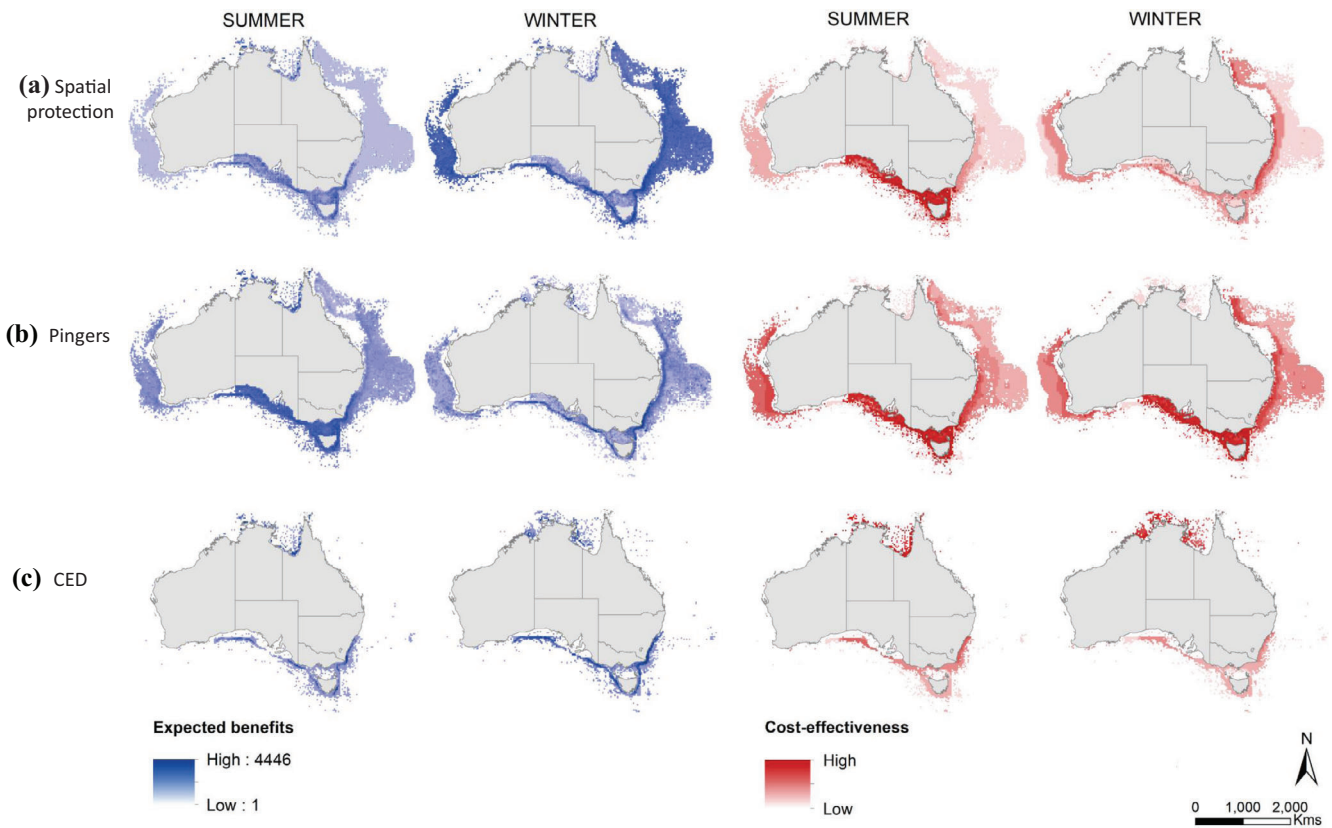 SUMMER WINTER SUMMER WINTER
(a) Spatial
protection
(b) Pingers
(c) CED
Expected benefits
High : 4446
Low : 1
Cost-effectiveness
High
Low
N
0 1,000 2,000
Kms